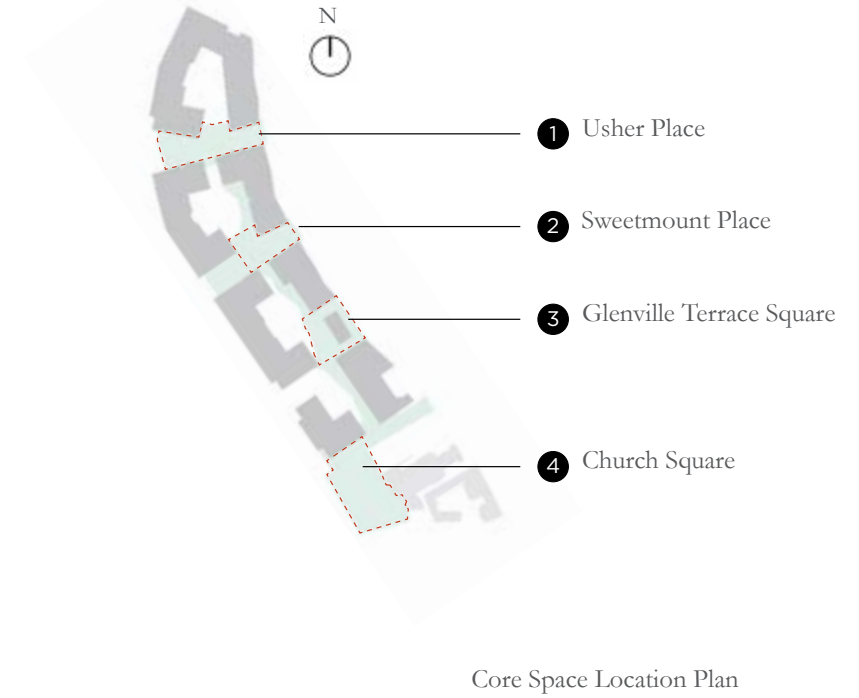 N
1 Usher Place
2 Sweetmount Place
3 Glenville Terrace Square
4 Church Square
Core Space Location Plan